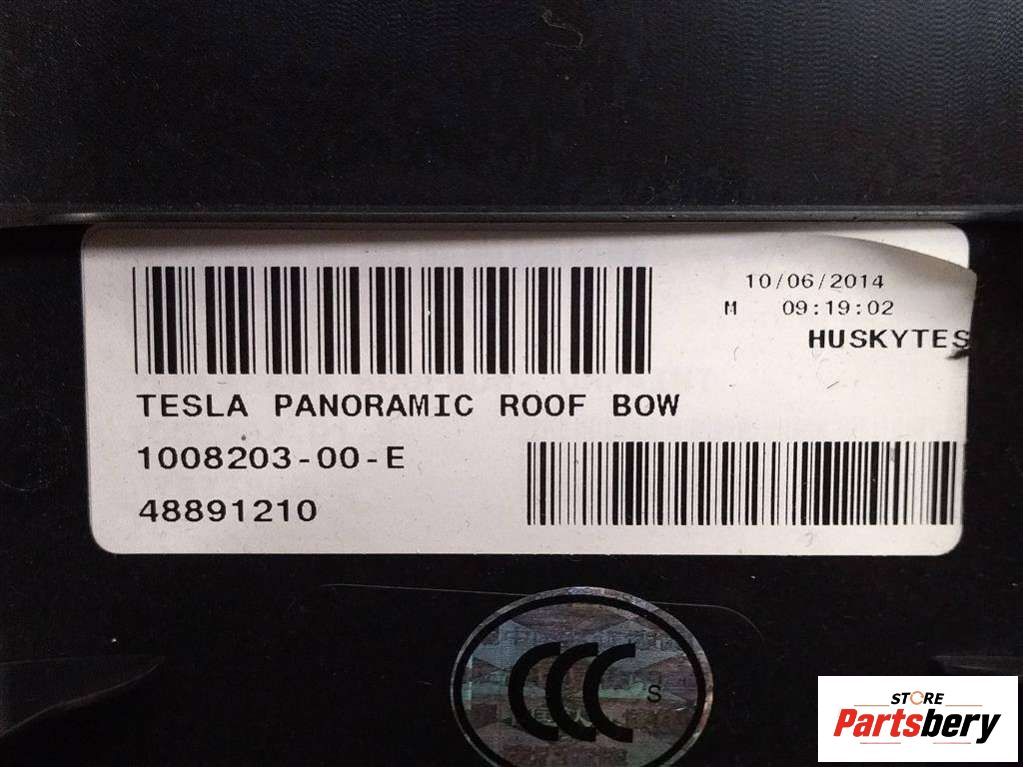 10/06/2014
M 09:19:02
HUSKYTES
TESLA PANORAMIC ROOF BOW
1008203-00-E
48891210
CCC
S
STORE
Partsbery